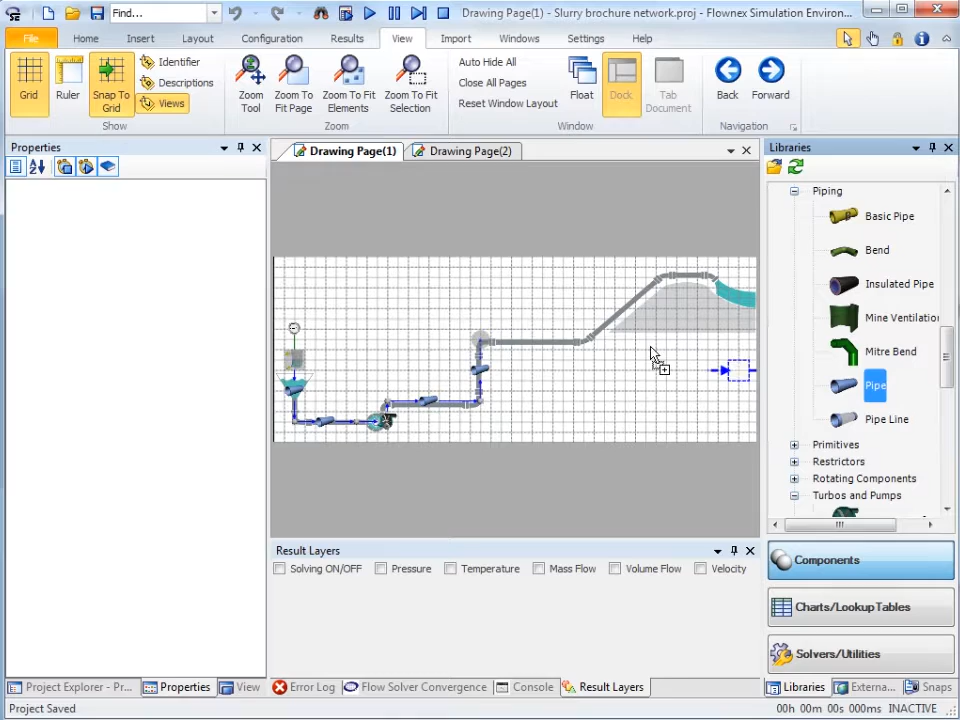 Find...
Drawing Page(1) - Slurry brochure network.proj - Flownex Simulation Environ...
File Home Insert Layout Configuration Results View Import Windows Settings Help
Grid
Ruler
Snap To Grid
Identifier
Descriptions
Views
Show
Zoom Tool
Zoom To Fit Page
Zoom To Fit Elements
Zoom To Fit Selection
Zoom
Auto Hide All
Close All Pages
Reset Window Layout
Float
Dock
Tab Document
Window
Back
Forward
Navigation
Properties
Drawing Page(1)
Drawing Page(2)
Libraries
Piping
Basic Pipe
Bend
Insulated Pipe
Mine Ventilatior
Mitre Bend
Pipe
Pipe Line
Primitives
Restrictors
Rotating Components
Turbos and Pumps
Result Layers
Solving ON/OFF Pressure Temperature Mass Flow Volume Flow Velocity
Components
Charts/LookupTables
Solvers/Utilities
Project Explorer - Pr... Properties View
Error Log Flow Solver Convergence Console Result Layers
Libraries Externa... Snaps
Project Saved
00h 00m 00s 000ms INACTIVE